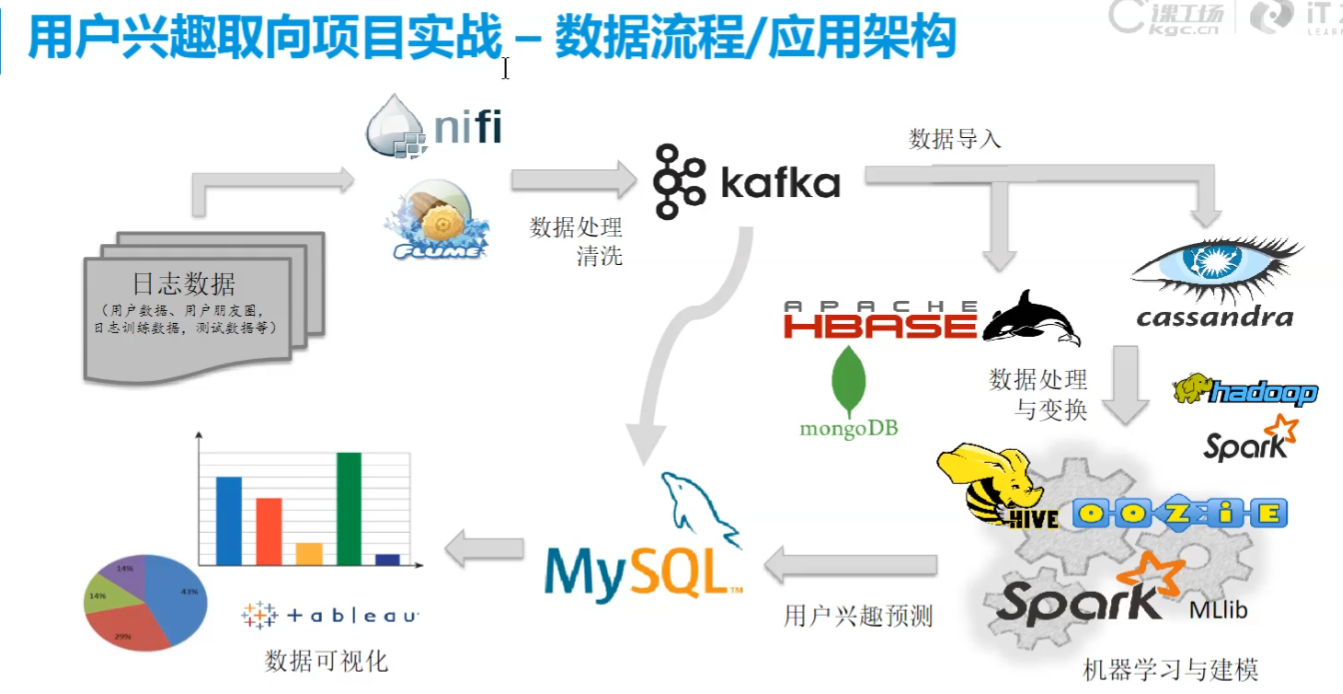 用户兴趣取向项目实战 – 数据流程/应用架构
课工场
kgc.cn
iT
LEARN
nifi
FLUME
数据处理
清洗
kafka
数据导入
日志数据
（用户数据、用户朋友图，
日志训练数据，测试数据等）
APACHE
HBASE
cassandra
mongoDB
数据处理
与变换
hadoop
Spark
HIVE
OOZIE
Spark MLlib
机器学习与建模
用户兴趣预测
MySQL™
14%
43%
14%
29%
+ableau
数据可视化